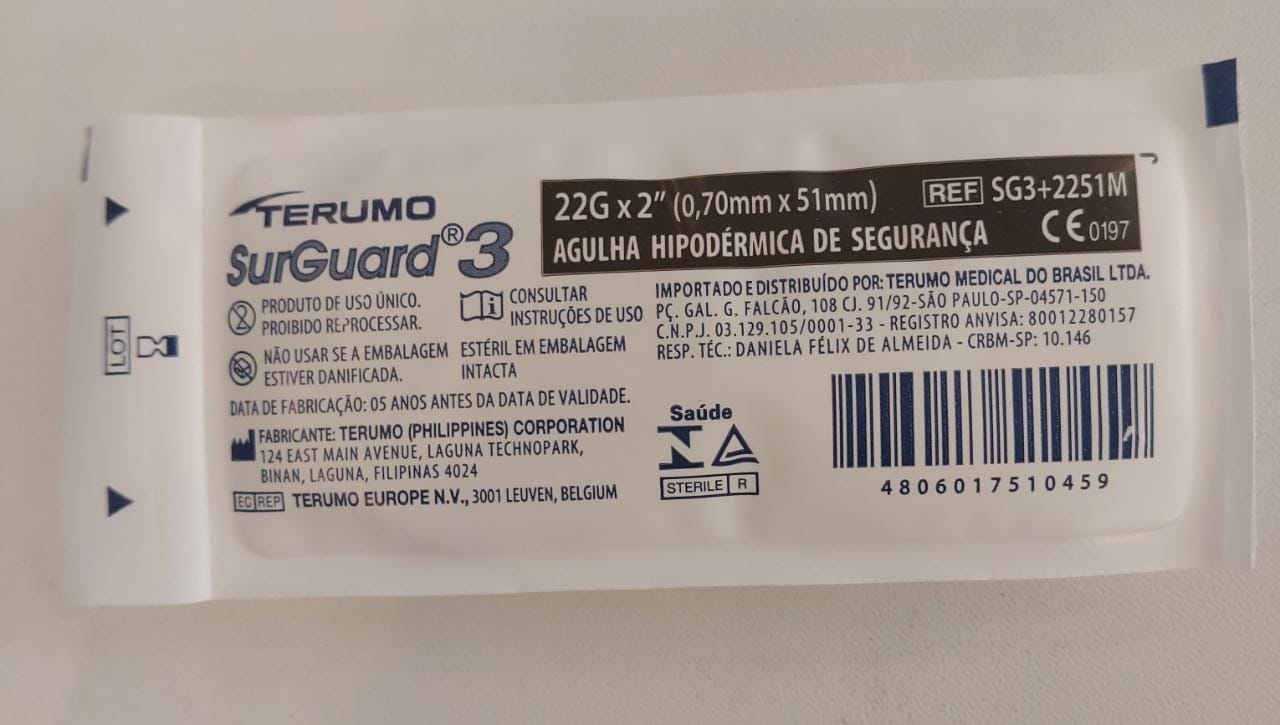 TERUMO
SurGuard®3
22G x 2” (0,70mm x 51mm)
REF SG3+2251M
AGULHA HIPODÉRMICA DE SEGURANÇA
CE 0197
PRODUTO DE USO ÚNICO.
PROIBIDO REPROCESSAR.
CONSULTAR
INSTRUÇÕES DE USO
NÃO USAR SE A EMBALAGEM
ESTIVER DANIFICADA.
ESTÉRIL EM EMBALAGEM
INTACTA
DATA DE FABRICAÇÃO: 05 ANOS ANTES DA DATA DE VALIDADE.
FABRICANTE: TERUMO (PHILIPPINES) CORPORATION
124 EAST MAIN AVENUE, LAGUNA TECHNOPARK,
BINAN, LAGUNA, FILIPINAS 4024
EC REP TERUMO EUROPE N.V., 3001 LEUVEN, BELGIUM
IMPORTADO E DISTRIBUÍDO POR: TERUMO MEDICAL DO BRASIL LTDA.
PÇ. GAL. G. FALCÃO, 108 CJ. 91/92-SÃO PAULO-SP-04571-150
C.N.P.J. 03.129.105/0001-33 - REGISTRO ANVISA: 80012280157
RESP. TÉC.: DANIELA FÉLIX DE ALMEIDA - CRBM-SP: 10.146
Saúde
STERILE R
4806017510459
LOT